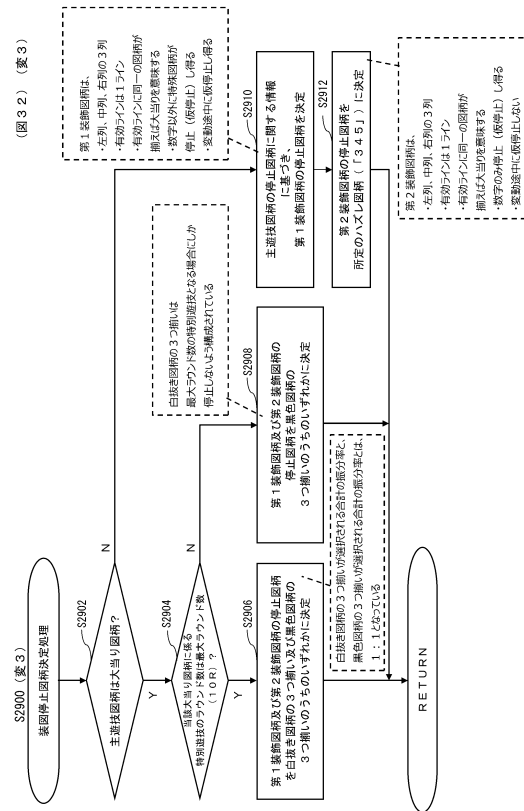 (図32) (変3)
S2900(変3)
装図停止図柄決定処理
S2902
主遊技図柄は大当り図柄?
N
Y
S2904
当該大当り図柄に係る
特別遊技のラウンド数は最大ラウンド数
(10R)?
N
Y
S2906
第1装飾図柄及び第2装飾図柄の停止図柄
を白抜き図柄の3つ揃い及び黒色図柄の
3つ揃いのうちのいずれかに決定
白抜き図柄の3つ揃いが選択される合計の振分率と、
黒色図柄の3つ揃いが選択される合計の振分率とは、
1:1となっている
白抜き図柄の3つ揃いは
最大ラウンド数の特別遊技となる場合にしか
停止しないよう構成されている
S2908
第1装飾図柄及び第2装飾図柄の
停止図柄を黒色図柄の
3つ揃いのうちのいずれかに決定
第1装飾図柄は、
・左列、中列、右列の3列
・有効ラインは1ライン
・有効ラインに同一の図柄が
揃えば大当りを意味する
・数字以外に特殊図柄が
停止(仮停止)し得る
・変動途中に仮停止し得る
S2910
主遊技図柄の停止図柄に関する情報
に基づき、
第1装飾図柄の停止図柄を決定
S2912
第2装飾図柄の停止図柄を
所定のハズレ図柄(「345」)に決定
第2装飾図柄は、
・左列、中列、右列の3列
・有効ラインは1ライン
・有効ラインに同一の図柄が
揃えば大当りを意味する
・数字のみ停止(仮停止)し得る
・変動途中に仮停止しない
RETURN